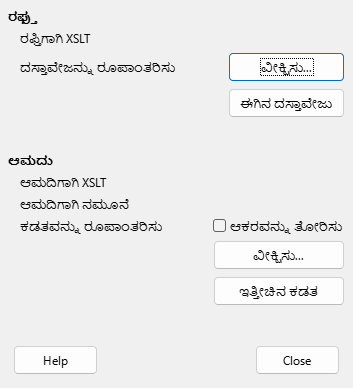 ರಫ್ತು
ರಫ್ತಿಗಾಗಿ XSLT
ದಸ್ತಾವೇಜನ್ನು ರೂಪಾಂತರಿಸು ವೀಕ್ಷಿಸು...
ಈಗಿನ ದಸ್ತಾವೇಜು
ಆಮದು
ಆಮದಿಗಾಗಿ XSLT
ಆಮದಿಗಾಗಿ ನಮೂನೆ
ಕಡತವನ್ನು ರೂಪಾಂತರಿಸು ಆಕರವನ್ನು ತೋರಿಸು
ವೀಕ್ಷಿಸು...
ಇತ್ತೀಚಿನ ಕಡತ
Help Close